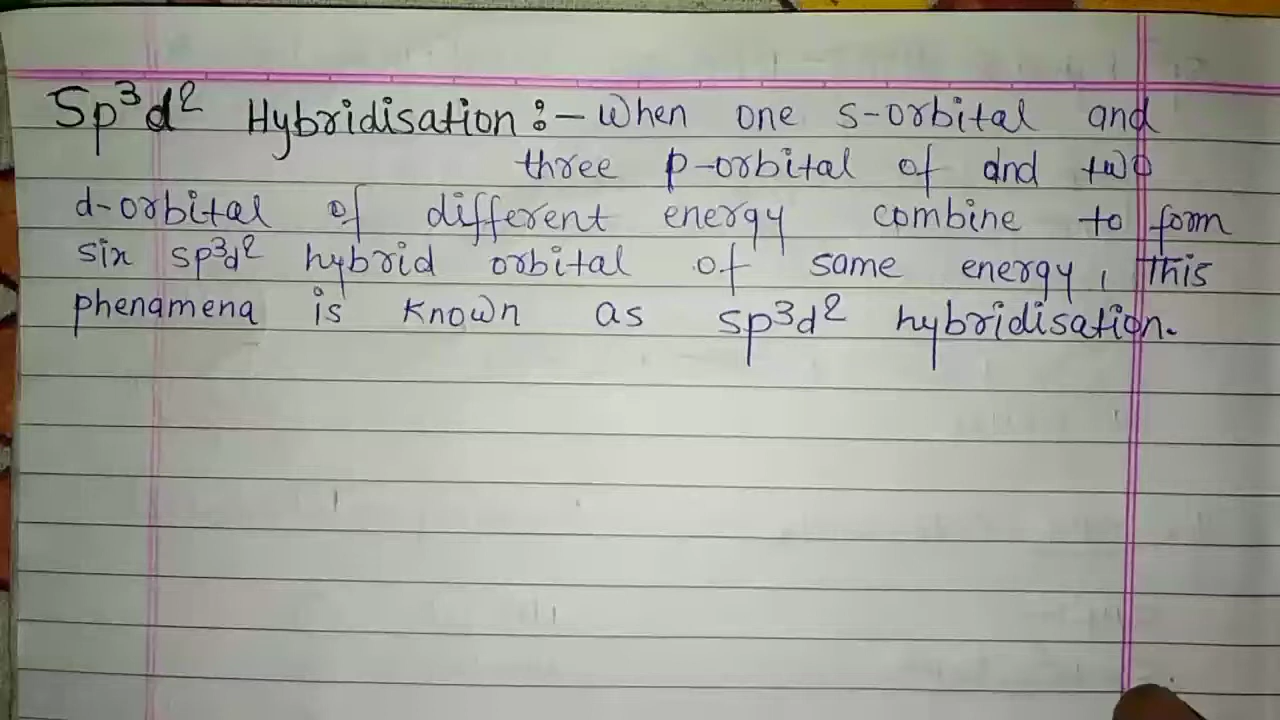 Sp³d² Hybridisation :- When one s-orbital and
three p-orbital of and two
d-orbital of different energy combine to form
six sp³d² hybrid orbital of same energy, This
phenamena is known as sp³d² hybridisation.